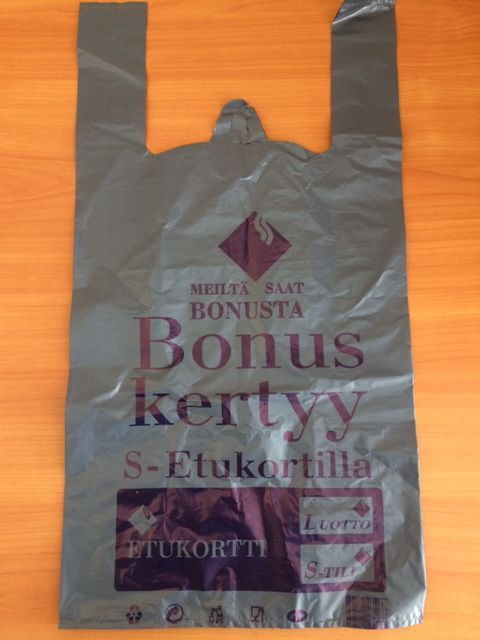 MEILTÄ SAAT
BONUSTA
Bonus
kertyy
S-Etukortilla
ETUKORTTI
LUOTTO
S-TILI